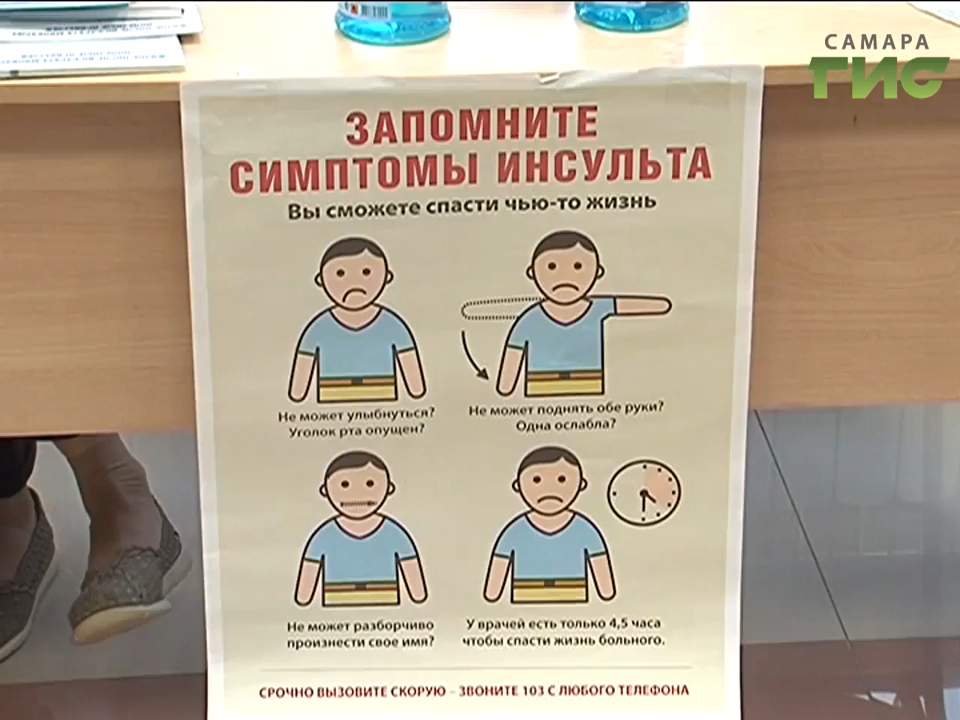 САМАРА
ГИС
ЗАПОМНИТЕ
СИМПТОМЫ ИНСУЛЬТА
Вы сможете спасти чью-то жизнь
Не может улыбнуться?
Уголок рта опущен?
Не может поднять обе руки?
Одна ослабла?
Не может разборчиво
произнести свое имя?
У врачей есть только 4,5 часа
чтобы спасти жизнь больного.
СРОЧНО ВЫЗОВИТЕ СКОРУЮ – ЗВОНИТЕ 103 С ЛЮБОГО ТЕЛЕФОНА